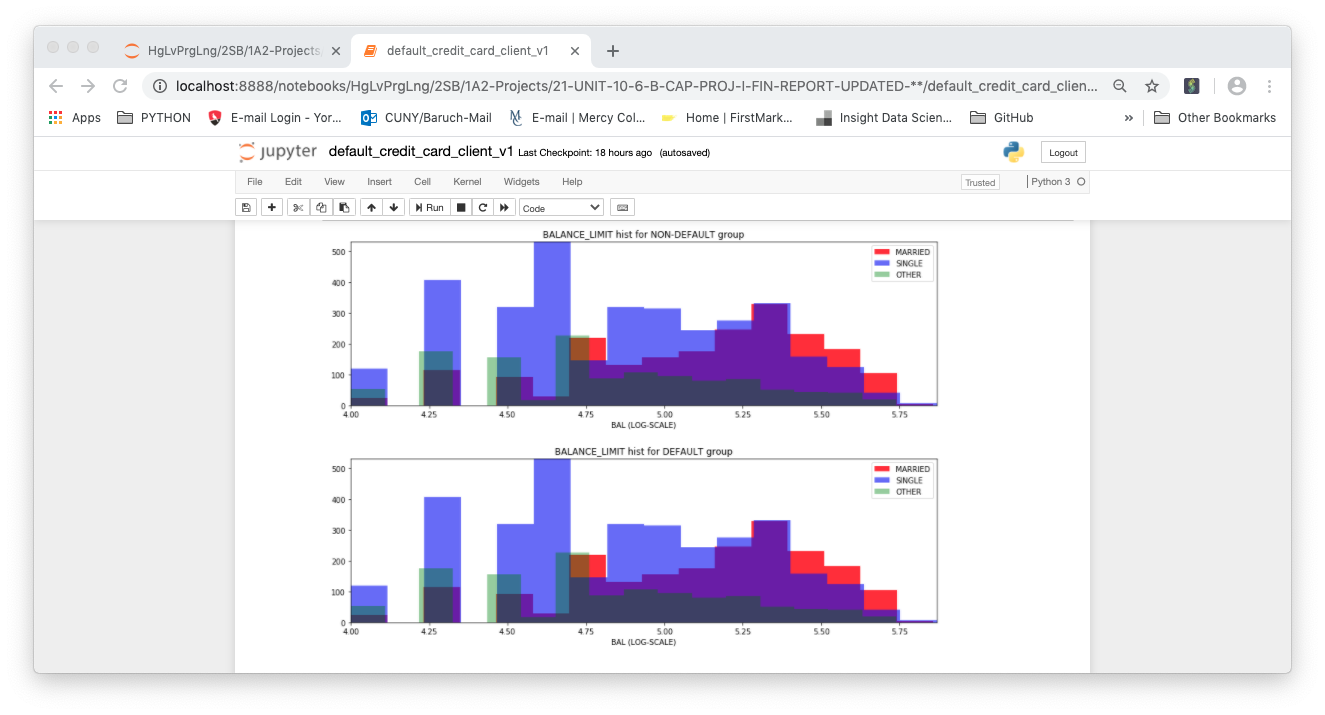 HgLvPrgLng/2SB/1A2-Projects
default_credit_card_client_v1
localhost:8888/notebooks/HgLvPrgLng/2SB/1A2-Projects/21-UNIT-10-6-B-CAP-PROJ-I-FIN-REPORT-UPDATED-**/default_credit_card_clien...
Apps PYTHON E-mail Login - Yor... CUNY/Baruch-Mail E-mail | Mercy Col... Home | FirstMark... Insight Data Scien... GitHub » Other Bookmarks
jupyter default_credit_card_client_v1 Last Checkpoint: 18 hours ago (autosaved) Logout
File Edit View Insert Cell Kernel Widgets Help Trusted Python 3
Run Code
BALANCE_LIMIT hist for NON-DEFAULT group
MARRIED
SINGLE
OTHER
500
400
300
200
100
0
4.00 4.25 4.50 4.75 5.00 5.25 5.50 5.75
BAL (LOG-SCALE)
BALANCE_LIMIT hist for DEFAULT group
MARRIED
SINGLE
OTHER
500
400
300
200
100
0
4.00 4.25 4.50 4.75 5.00 5.25 5.50 5.75
BAL (LOG-SCALE)